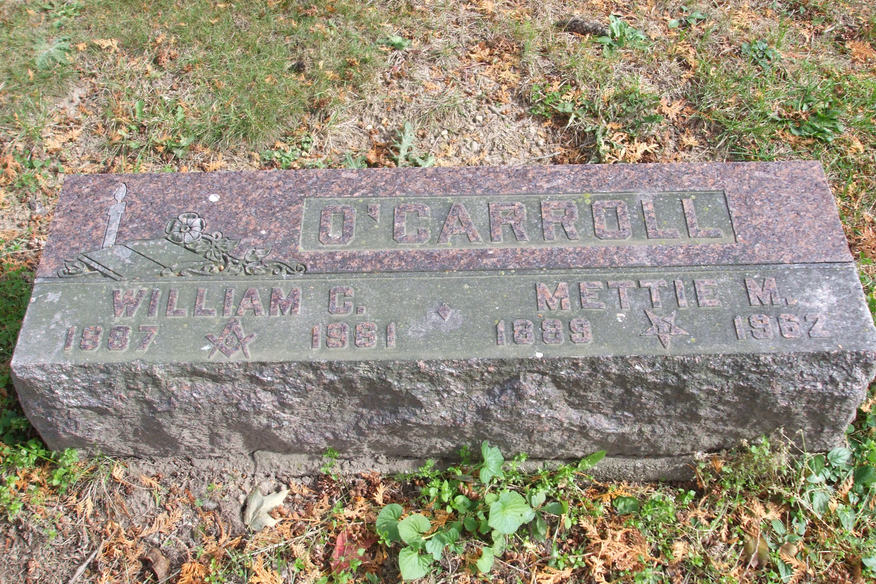 O'CARROLL
WILLIAM C. METTIE M.
1887 1961 1889 1962